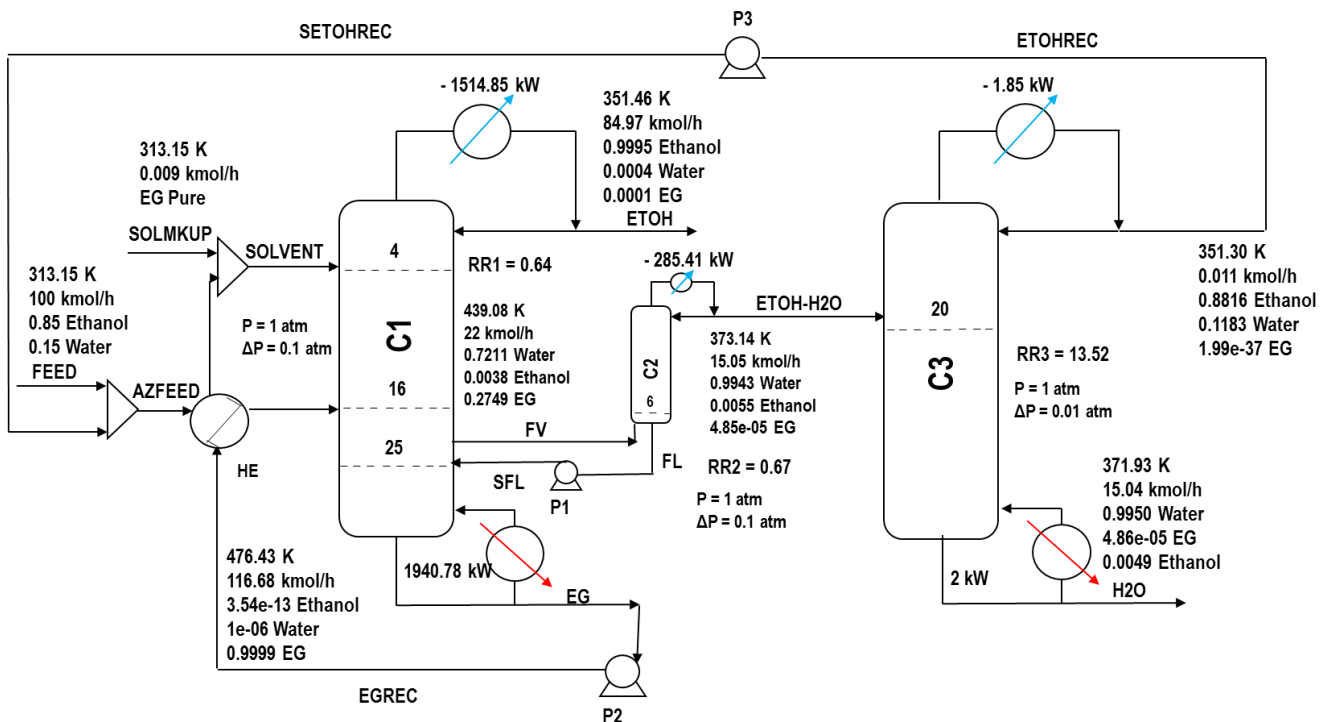 P3
SETOHREC
ETOHREC
- 1514.85 kW
351.46 K
84.97 kmol/h
0.9995 Ethanol
0.0004 Water
0.0001 EG
ETOH
- 1.85 kW
313.15 K
0.009 kmol/h
EG Pure
SOLMKUP
SOLVENT
4
RR1 = 0.64
- 285.41 kW
ETOH-H2O
313.15 K
100 kmol/h
0.85 Ethanol
0.15 Water
FEED
AZFEED
P = 1 atm
ΔP = 0.1 atm
C1
439.08 K
22 kmol/h
0.7211 Water
0.0038 Ethanol
0.2749 EG
16
25
HE
FV
SFL
P1
C2
6
FL
373.14 K
15.05 kmol/h
0.9943 Water
0.0055 Ethanol
4.85e-05 EG
RR2 = 0.67
P = 1 atm
ΔP = 0.1 atm
20
C3
RR3 = 13.52
P = 1 atm
ΔP = 0.01 atm
351.30 K
0.011 kmol/h
0.8816 Ethanol
0.1183 Water
1.99e-37 EG
371.93 K
15.04 kmol/h
0.9950 Water
4.86e-05 EG
0.0049 Ethanol
2 kW
H2O
476.43 K
116.68 kmol/h
3.54e-13 Ethanol
1e-06 Water
0.9999 EG
1940.78 kW
EG
EGREC
P2